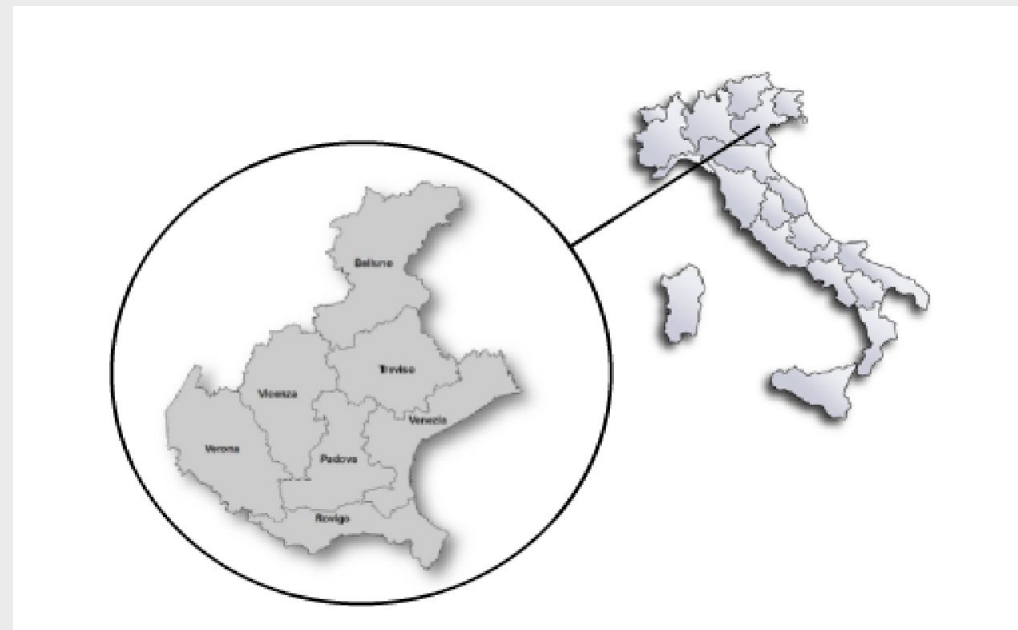 Belluno
Treviso
Vicenza
Venezia
Verona
Padova
Rovigo